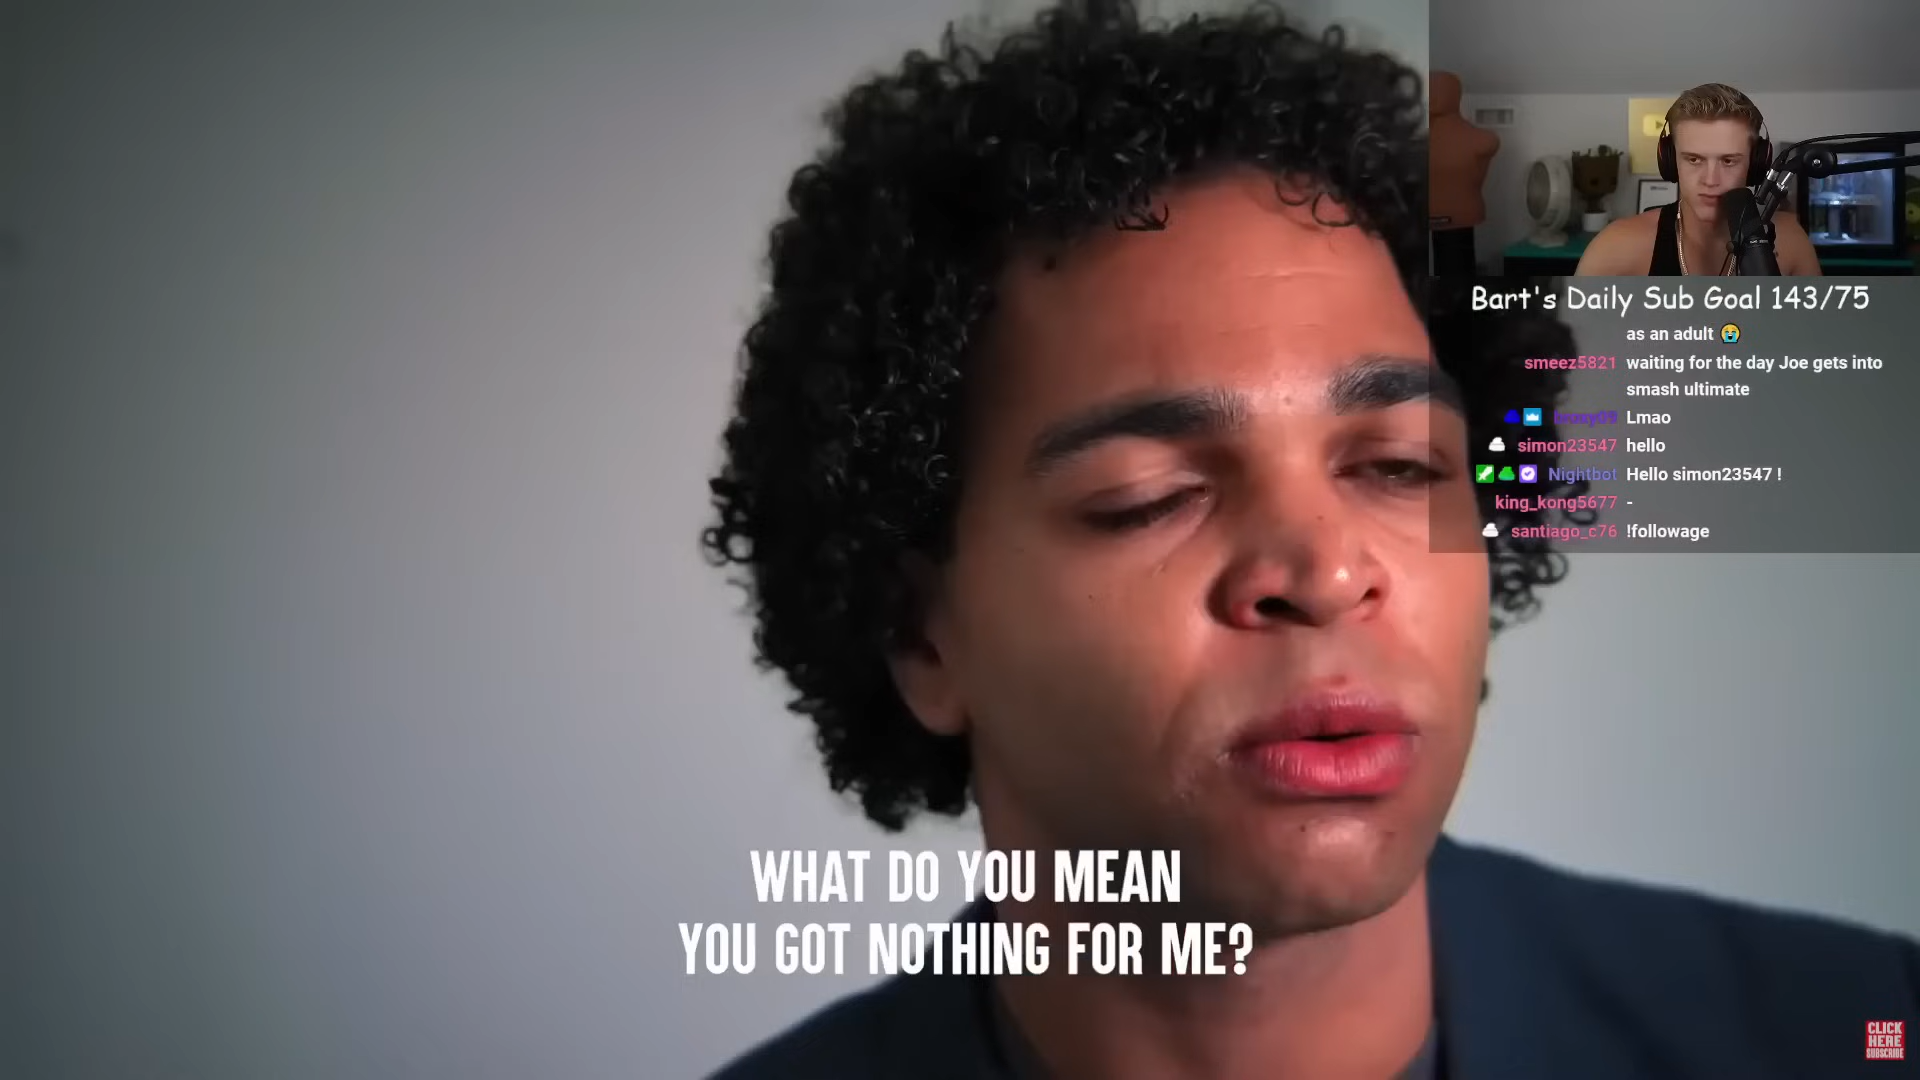 Bart's Daily Sub Goal 143/75
as an adult 😭
smeez5821 waiting for the day Joe gets into
smash ultimate
Lmao
simon23547 hello
Nightbot Hello simon23547 !
king_kong5677 -
santiago_c76 !followage
WHAT DO YOU MEAN
YOU GOT NOTHING FOR ME?
CLICK
HERE
SUBSCRIBE